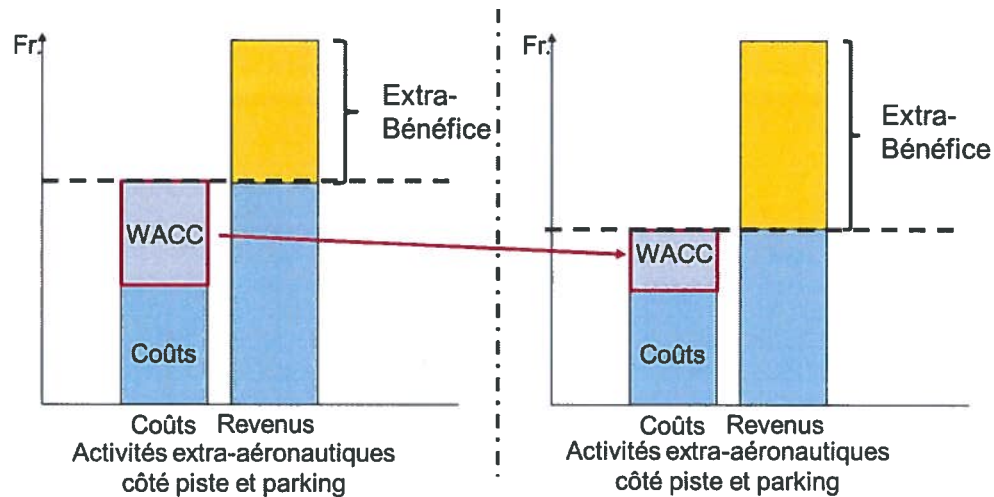 Fr.
Extra-
Bénéfice
WACC
Coûts
Coûts Revenus
Activités extra-aéronautiques
côté piste et parking
Fr.
Extra-
Bénéfice
WACC
Coûts
Coûts Revenus
Activités extra-aéronautiques
côté piste et parking